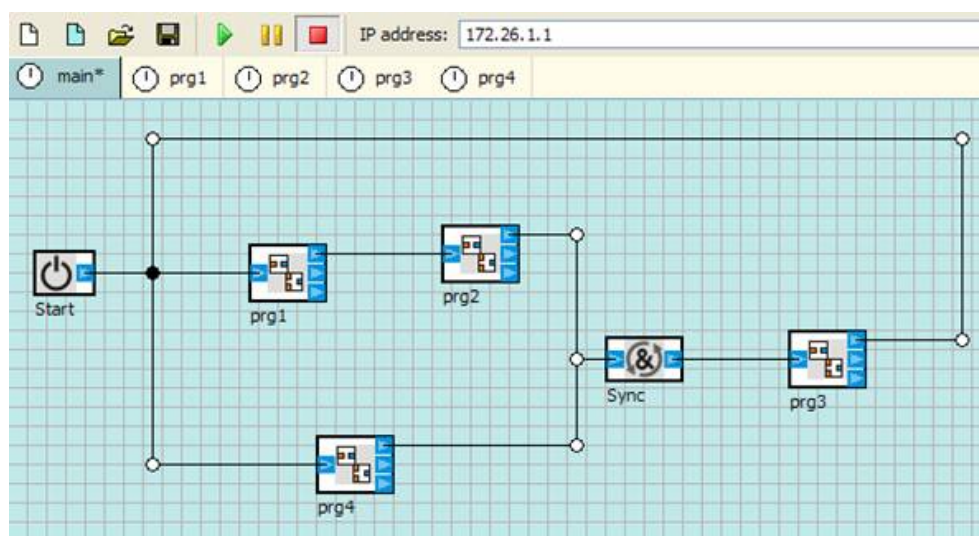 IP address: 172.26.1.1
main* prg1 prg2 prg3 prg4
Start
prg1
prg2
&
Sync
prg3
prg4